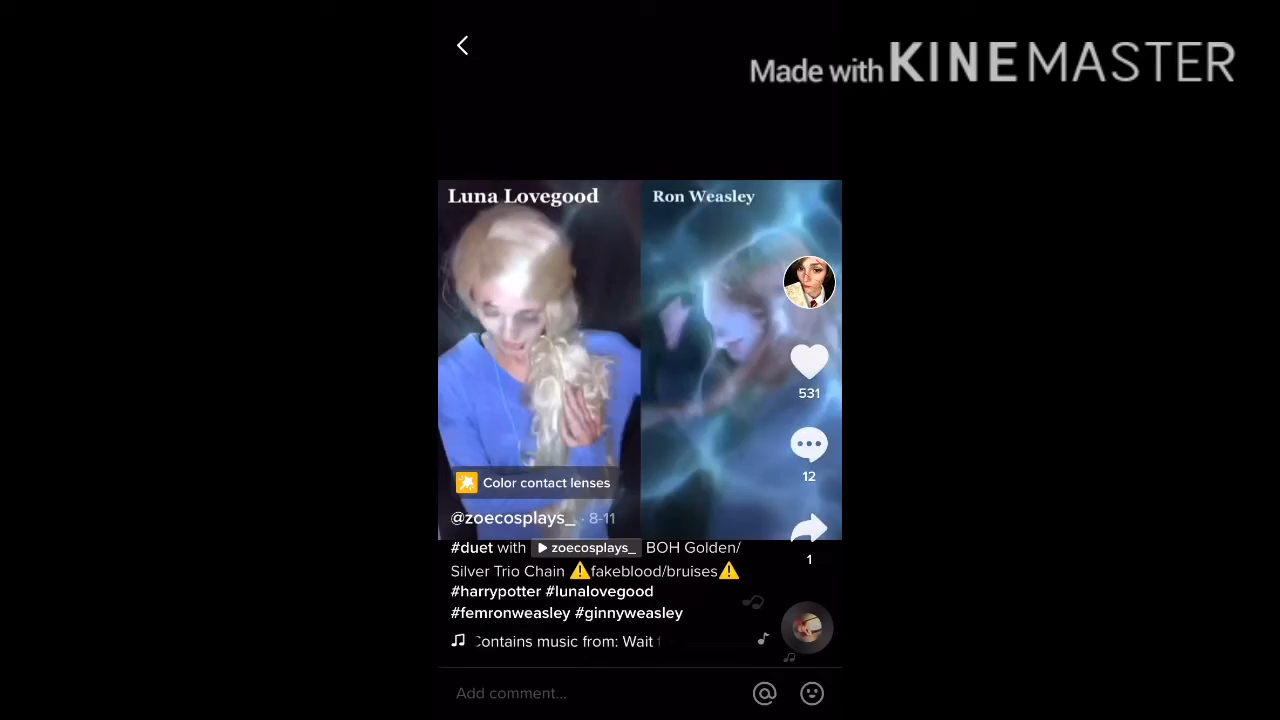 Made with KINEMASTER
Luna Lovegood
Ron Weasley
531
12
Color contact lenses
@zoecosplays_ · 8-11
1
#duet with zoecosplays_ BOH Golden/
Silver Trio Chain ⚠️fakeblood/bruises⚠️
#harrypotter #lunalovegood
#femronweasley #ginnyweasley
Contains music from: Wait
Add comment...